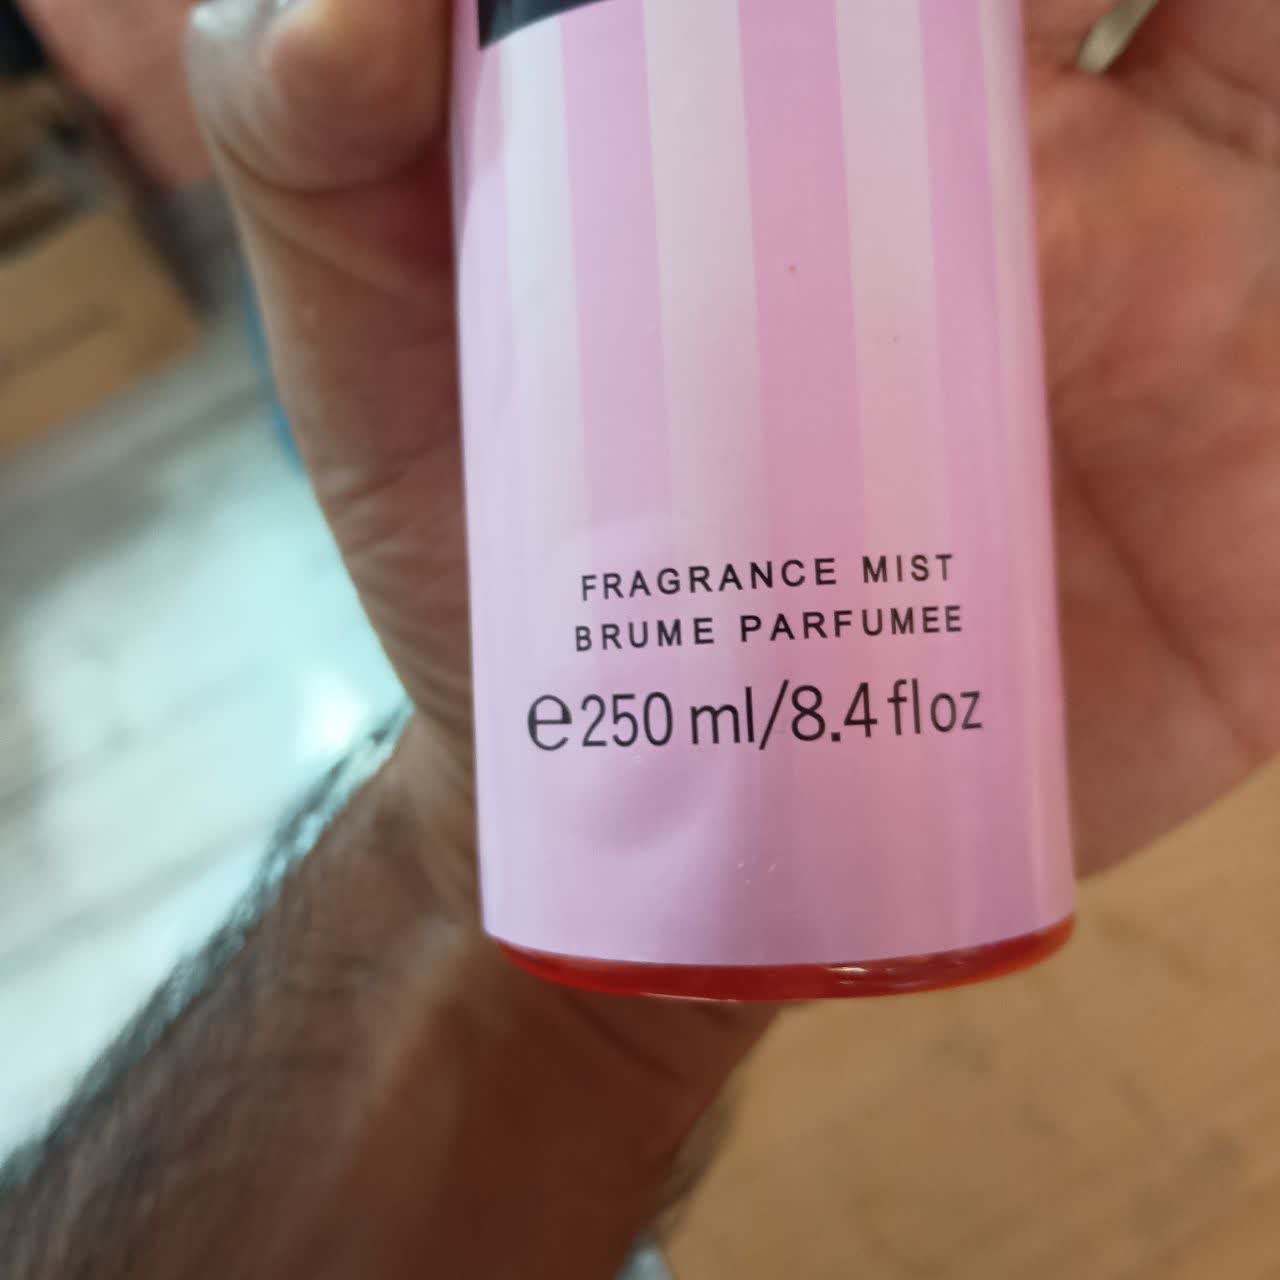 FRAGRANCE MIST
BRUME PARFUMEE
℮250 ml/8.4 fl oz